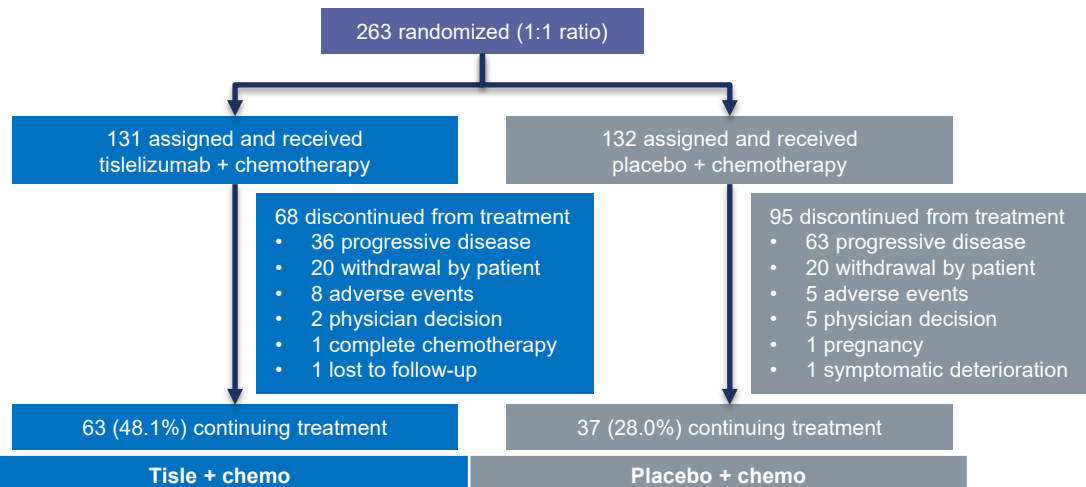 263 randomized (1:1 ratio)
131 assigned and received
tislelizumab + chemotherapy
132 assigned and received
placebo + chemotherapy
68 discontinued from treatment
• 36 progressive disease
• 20 withdrawal by patient
• 8 adverse events
• 2 physician decision
• 1 complete chemotherapy
• 1 lost to follow-up
95 discontinued from treatment
• 63 progressive disease
• 20 withdrawal by patient
• 5 adverse events
• 5 physician decision
• 1 pregnancy
• 1 symptomatic deterioration
63 (48.1%) continuing treatment
37 (28.0%) continuing treatment
Tisle + chemo
Placebo + chemo